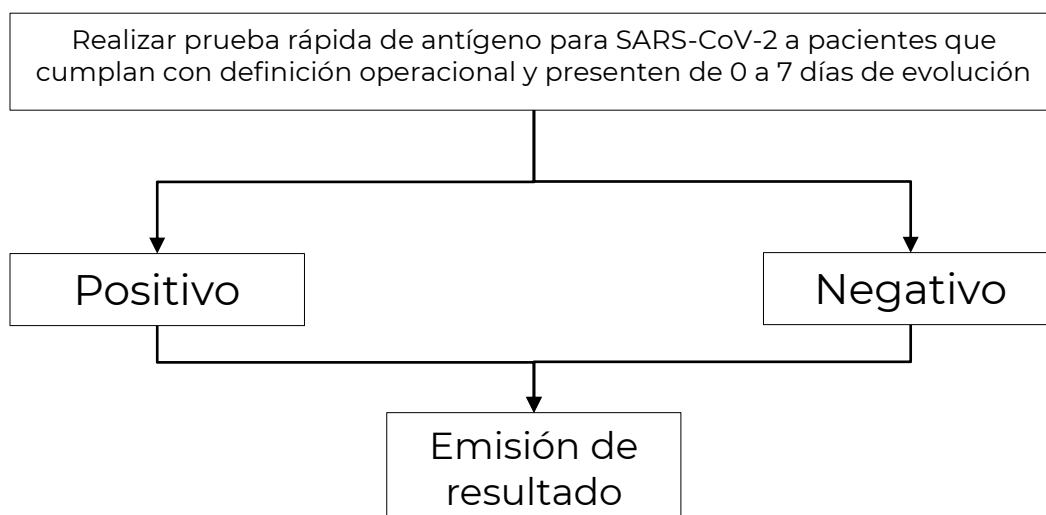 Realizar prueba rápida de antígeno para SARS-CoV-2 a pacientes que
cumplan con definición operacional y presenten de 0 a 7 días de evolución
Positivo
Negativo
Emisión de
resultado